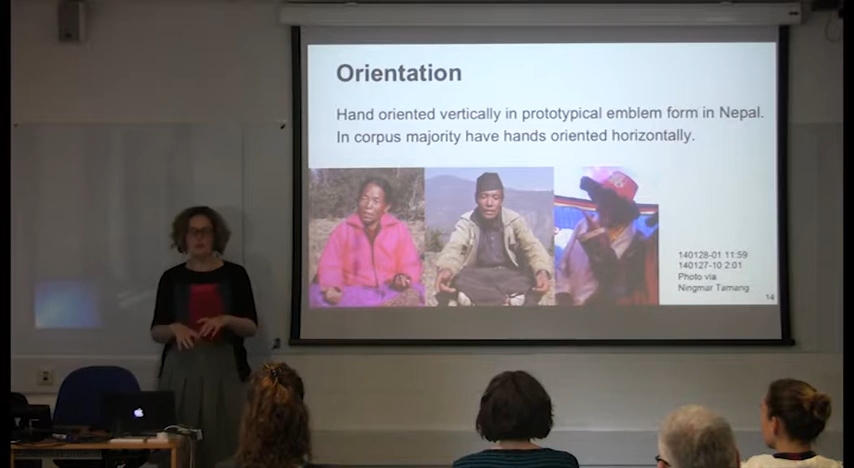 Orientation
Hand oriented vertically in prototypical emblem form in Nepal.
In corpus majority have hands oriented horizontally.
140128-01 11:59
140127-10 2:01
Photo via
Ningmar Tamang
14